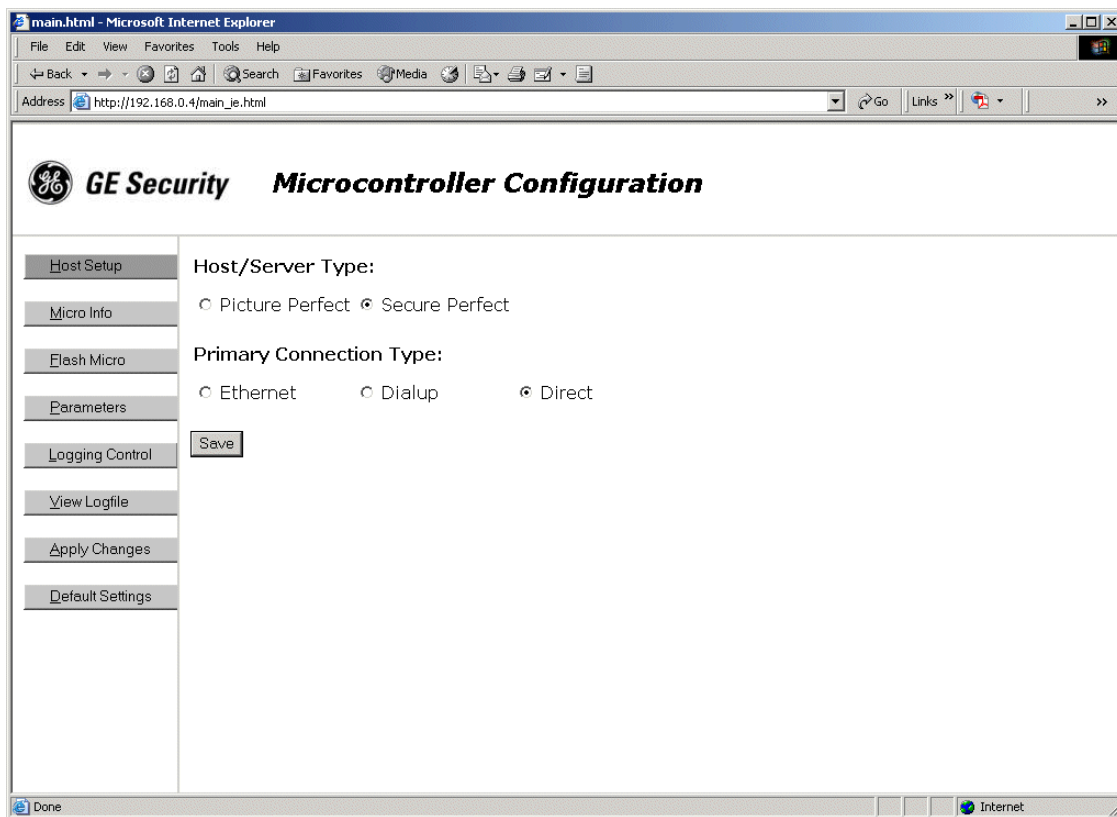 main.html - Microsoft Internet Explorer
File Edit View Favorites Tools Help
Back Search Favorites Media
Address http://192.168.0.4/main_ie.html Go Links »
»
GE Security Microcontroller Configuration
Host Setup
Micro Info
Flash Micro
Parameters
Logging Control
View Logfile
Apply Changes
Default Settings
Host/Server Type:
Picture Perfect Secure Perfect
Primary Connection Type:
Ethernet Dialup Direct
Save
Done Internet